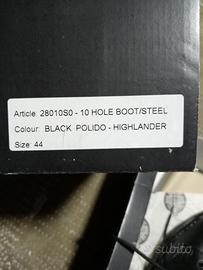 Article: 28010S0 - 10 HOLE BOOT/STEEL
Colour: BLACK POLIDO - HIGHLANDER
Size: 44
subito